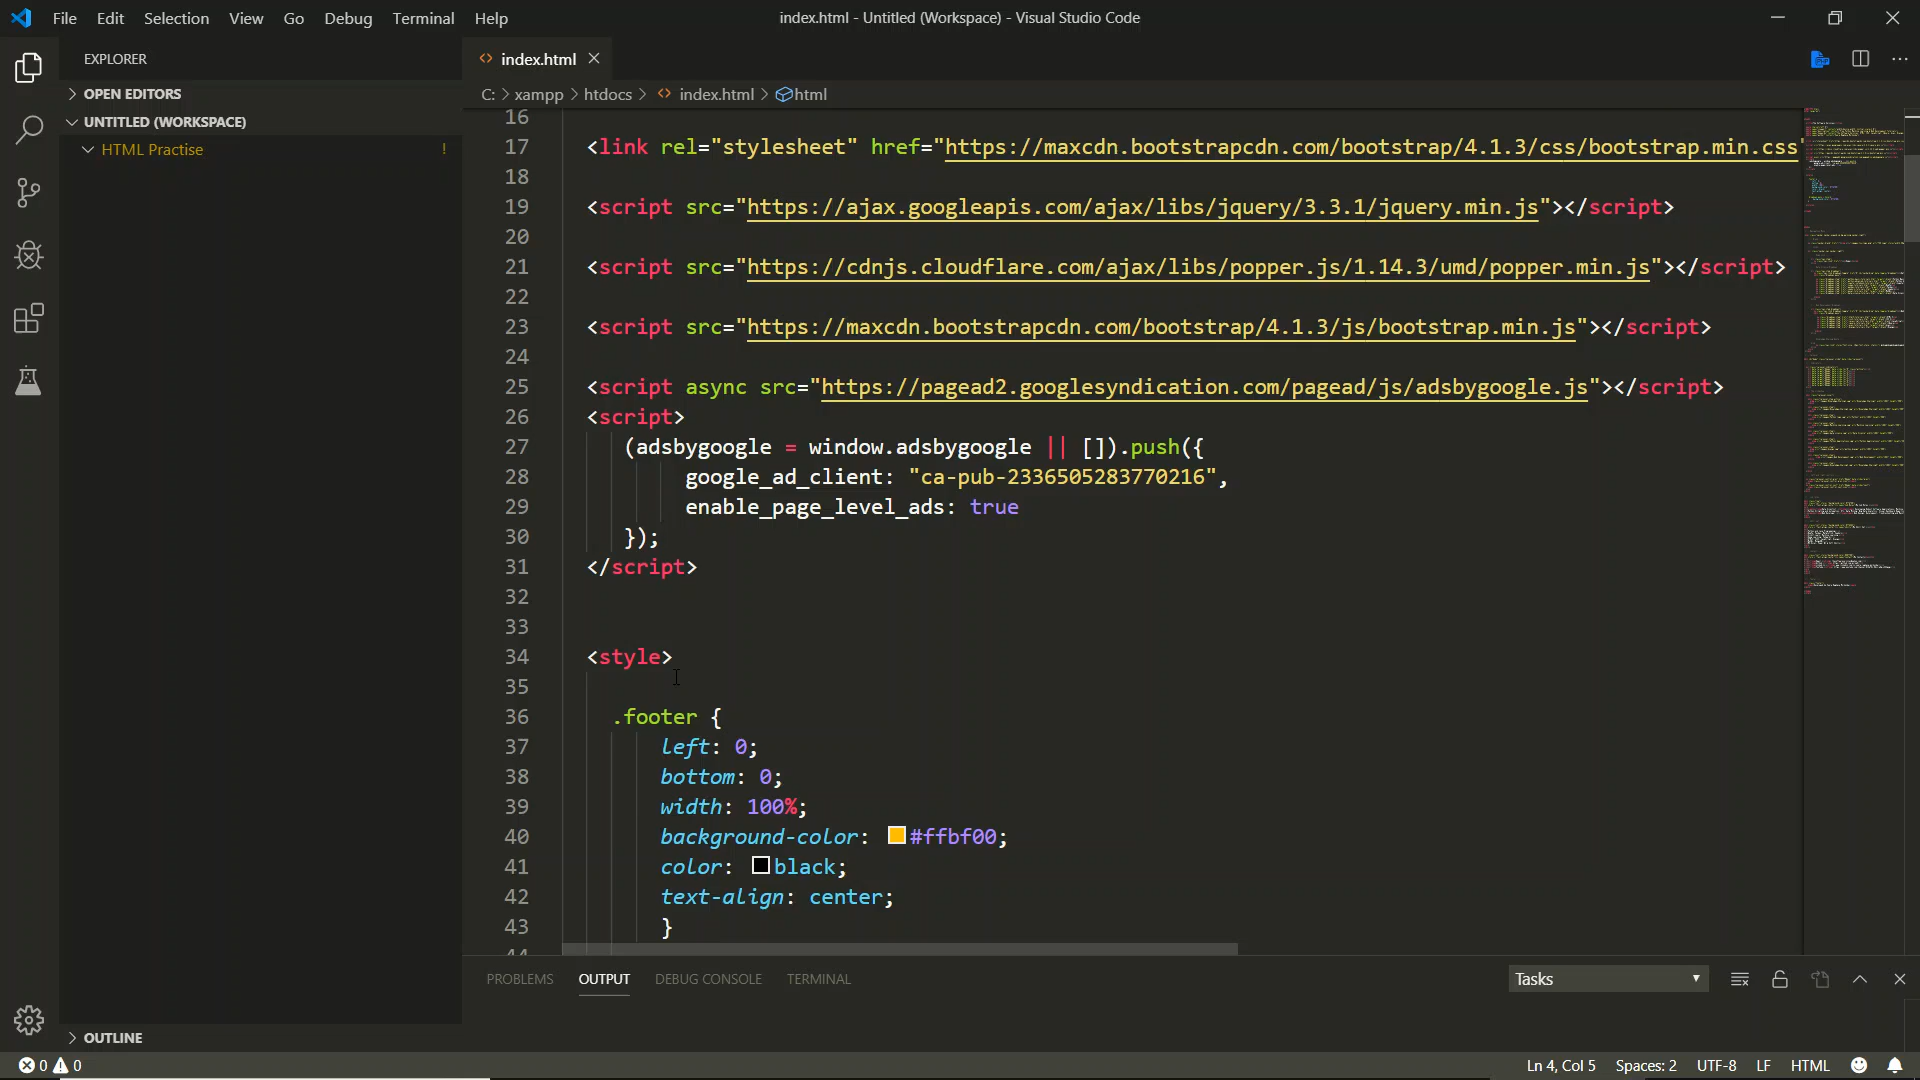 File Edit Selection View Go Debug Terminal Help
index.html - Untitled (Workspace) - Visual Studio Code
EXPLORER
OPEN EDITORS
UNTITLED (WORKSPACE)
HTML Practise !
OUTLINE
index.html
C: > xampp > htdocs > index.html > html
16
17 <link rel="stylesheet" href="https://maxcdn.bootstrapcdn.com/bootstrap/4.1.3/css/bootstrap.min.css"
18
19 <script src="https://ajax.googleapis.com/ajax/libs/jquery/3.3.1/jquery.min.js"></script>
20
21 <script src="https://cdnjs.cloudflare.com/ajax/libs/popper.js/1.14.3/umd/popper.min.js"></script>
22
23 <script src="https://maxcdn.bootstrapcdn.com/bootstrap/4.1.3/js/bootstrap.min.js"></script>
24
25 <script async src="https://pagead2.googlesyndication.com/pagead/js/adsbygoogle.js"></script>
26 <script>
27 (adsbygoogle = window.adsbygoogle || []).push({
28 google_ad_client: "ca-pub-2336505283770216",
29 enable_page_level_ads: true
30 });
31 </script>
32
33
34 <style>
35
36 .footer {
37 left: 0;
38 bottom: 0;
39 width: 100%;
40 background-color: #ffbf00;
41 color: black;
42 text-align: center;
43 }
44
PROBLEMS OUTPUT DEBUG CONSOLE TERMINAL
Tasks
0 0
Ln 4, Col 5 Spaces: 2 UTF-8 LF HTML